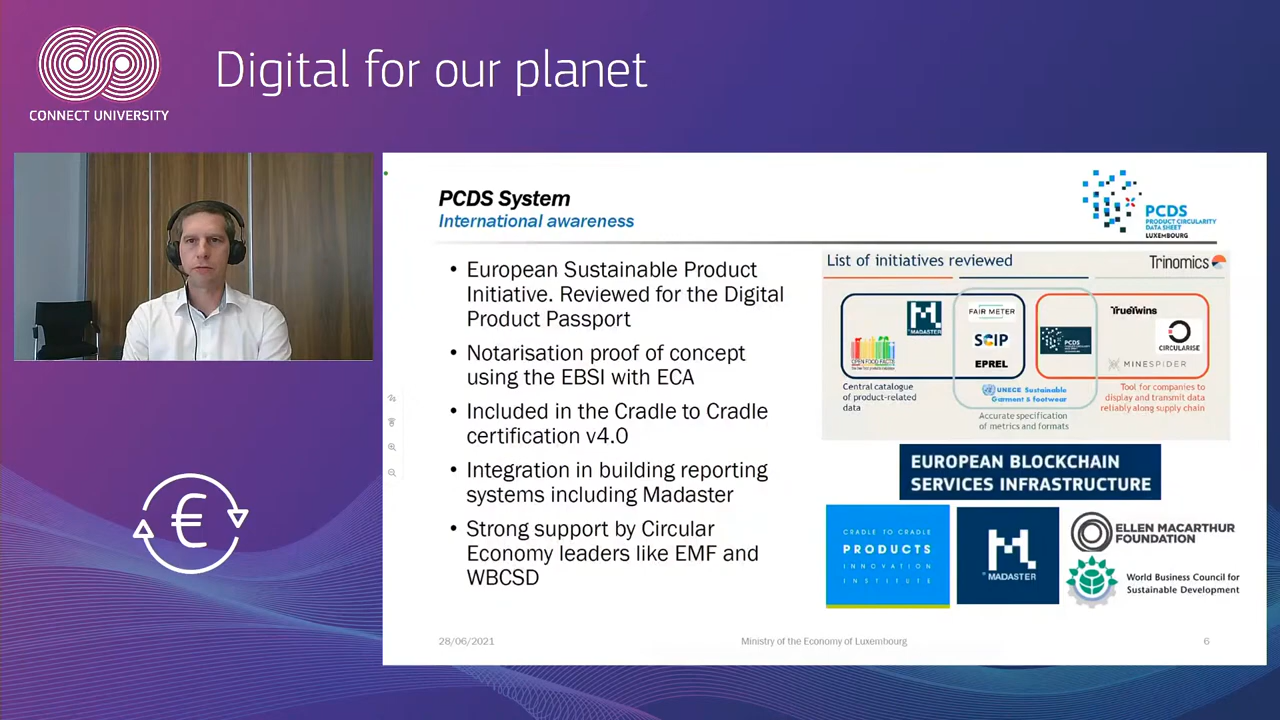 Digital for our planet
CONNECT UNIVERSITY
PCDS System
International awareness
PCDS
PRODUCT CIRCULARITY
DATA SHEET
LUXEMBOURG
• European Sustainable Product
Initiative. Reviewed for the Digital
Product Passport
• Notarisation proof of concept
using the EBSI with ECA
• Included in the Cradle to Cradle
certification v4.0
• Integration in building reporting
systems including Madaster
• Strong support by Circular
Economy leaders like EMF and
WBCSD
List of initiatives reviewed
Trinomics
MADASTER
OPEN FOOD FACTS
FAIR METER
SCIP
EPREL
PCDS
TrueTwins
CIRCULARISE
MINESPIDER
Central catalogue
of product-related
data
UNECE Sustainable
Garment & footwear
Accurate specification
of metrics and formats
Tool for companies to
display and transmit data
reliably along supply chain
EUROPEAN BLOCKCHAIN
SERVICES INFRASTRUCTURE
CRADLE TO CRADLE
PRODUCTS
INNOVATION
INSTITUTE
MADASTER
ELLEN MACARTHUR
FOUNDATION
World Business Council for
Sustainable Development
28/06/2021
Ministry of the Economy of Luxembourg
6